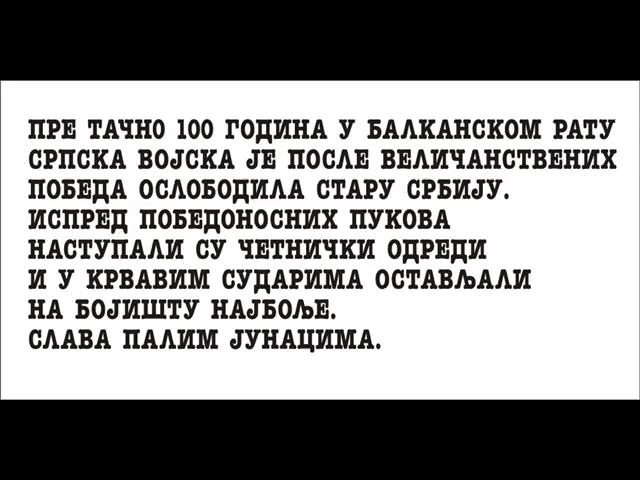 ПРЕ ТАЧНО 100 ГОДИНА У БАЛКАНСКОМ РАТУ
СРПСКА ВОЈСКА ЈЕ ПОСЛЕ ВЕЛИЧАНСТВЕНИХ
ПОБЕДА ОСЛОБОДИЛА СТАРУ СРБИЈУ.
ИСПРЕД ПОБЕДОНОСНИХ ПУКОВА
НАСТУПАЛИ СУ ЧЕТНИЧКИ ОДРЕДИ
И У КРВАВИМ СУДАРИМА ОСТАВЉАЛИ
НА БОЈИШТУ НАЈБОЉЕ.
СЛАВА ПАЛИМ ЈУНАЦИМА.